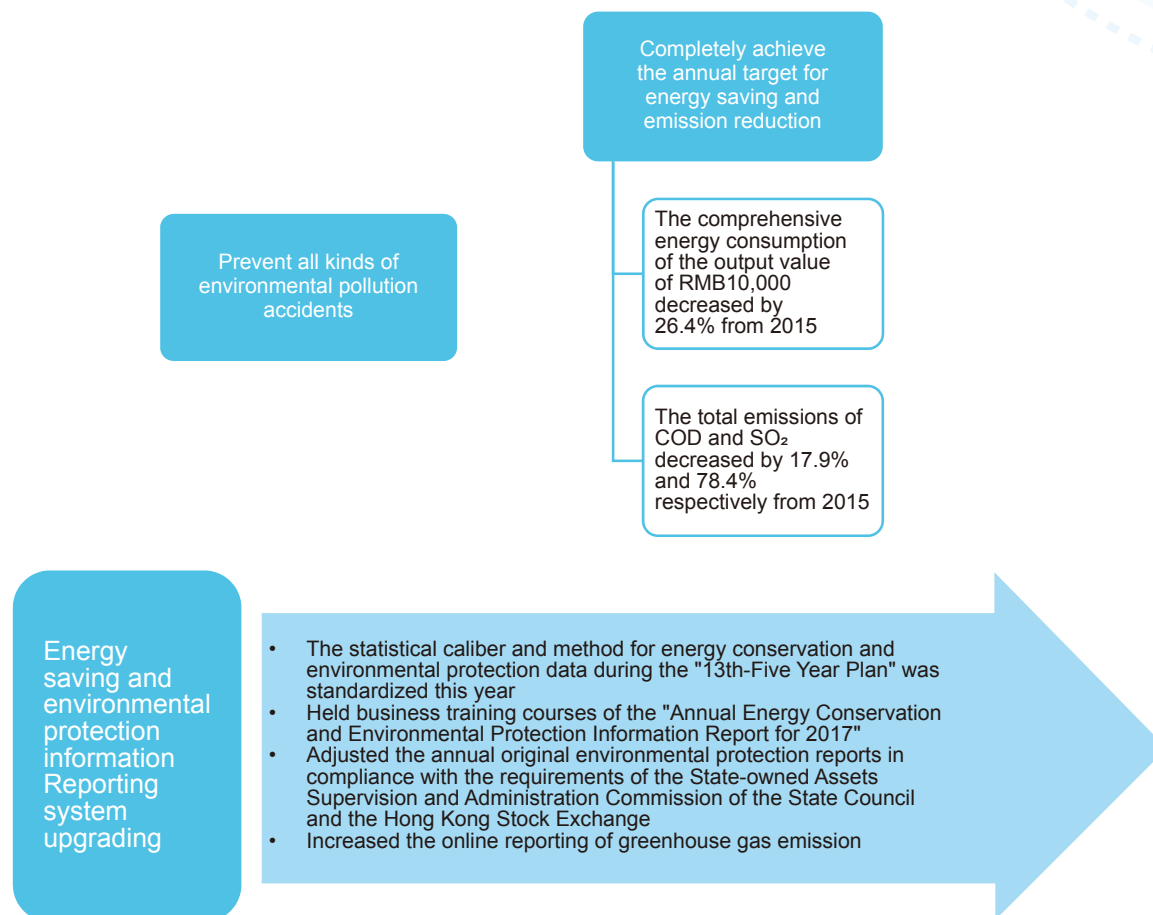 Completely achieve
the annual target for
energy saving and
emission reduction
Prevent all kinds of
environmental pollution
accidents
The comprehensive
energy consumption
of the output value
of RMB10,000
decreased by
26.4% from 2015
The total emissions of
COD and SO₂
decreased by 17.9%
and 78.4%
respectively from 2015
Energy
saving and
environmental
protection
information
Reporting
system
upgrading
• The statistical caliber and method for energy conservation and
environmental protection data during the "13th-Five Year Plan" was
standardized this year
• Held business training courses of the "Annual Energy Conservation
and Environmental Protection Information Report for 2017"
• Adjusted the annual original environmental protection reports in
compliance with the requirements of the State-owned Assets
Supervision and Administration Commission of the State Council
and the Hong Kong Stock Exchange
• Increased the online reporting of greenhouse gas emission